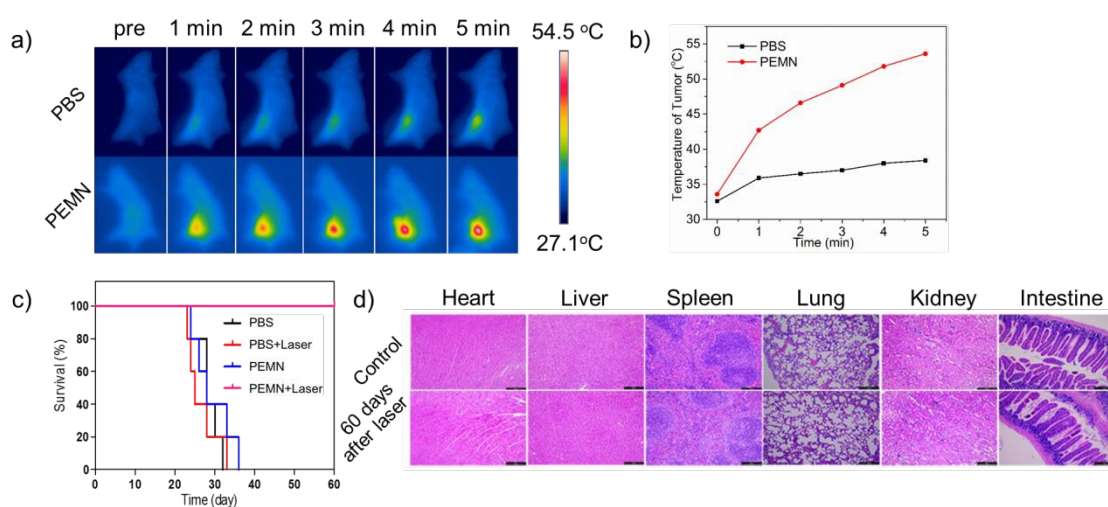 a)
pre 1 min 2 min 3 min 4 min 5 min
PBS
PEMN
54.5 °C
27.1°C
b)
PBS
PEMN
Temperature of Tumor (°C)
55
50
45
40
35
30
0 1 2 3 4 5
Time (min)
c)
Survival (%)
100
80
60
40
20
0
PBS
PBS+Laser
PEMN
PEMN+Laser
0 10 20 30 40 50 60
Time (day)
d)
Heart Liver Spleen Lung Kidney Intestine
Control
60 days
after laser